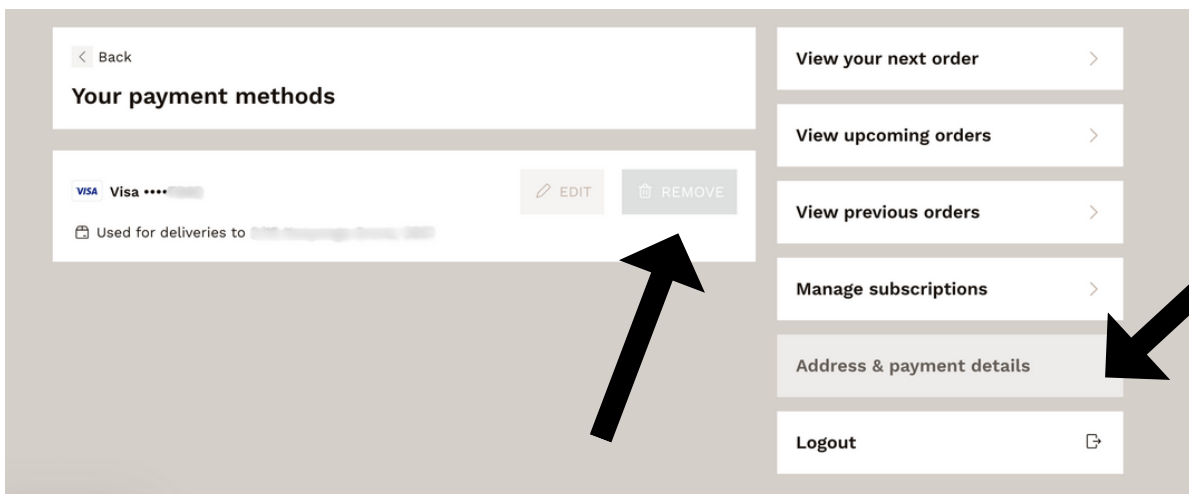 Back
Your payment methods
VISA Visa ••••
EDIT
REMOVE
Used for deliveries to
View your next order
View upcoming orders
View previous orders
Manage subscriptions
Address & payment details
Logout